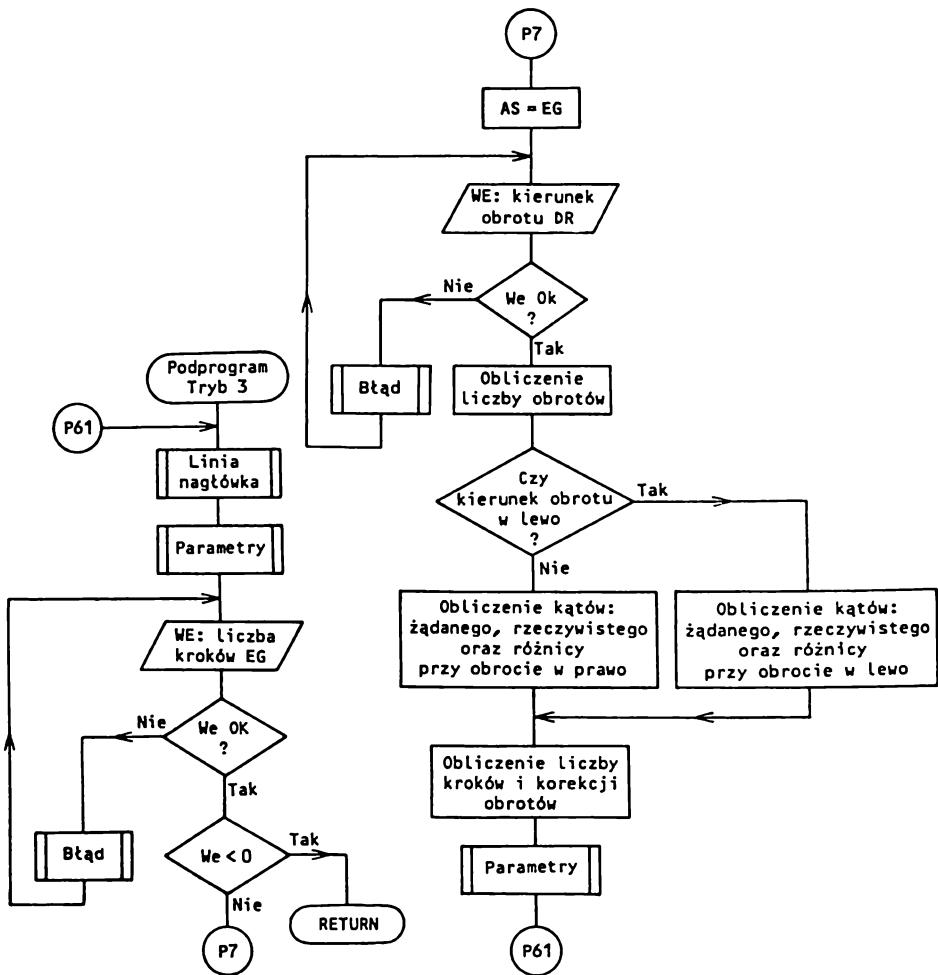 Podprogram
Tryb 3
P61
Linia
nagłówka
Parametry
WE: liczba
kroków EG
We OK
?
Nie
Tak
Błąd
We < 0
Tak
Nie
RETURN
P7
P7
AS = EG
WE: kierunek
obrotu DR
We Ok
?
Nie
Tak
Błąd
Obliczenie
liczby obrotów
Czy
kierunek obrotu
w lewo
?
Tak
Nie
Obliczenie kątów:
żądanego, rzeczywistego
oraz różnicy
przy obrocie w prawo
Obliczenie kątów:
żądanego, rzeczywistego
oraz różnicy
przy obrocie w lewo
Obliczenie liczby
kroków i korekcji
obrotów
Parametry
P61